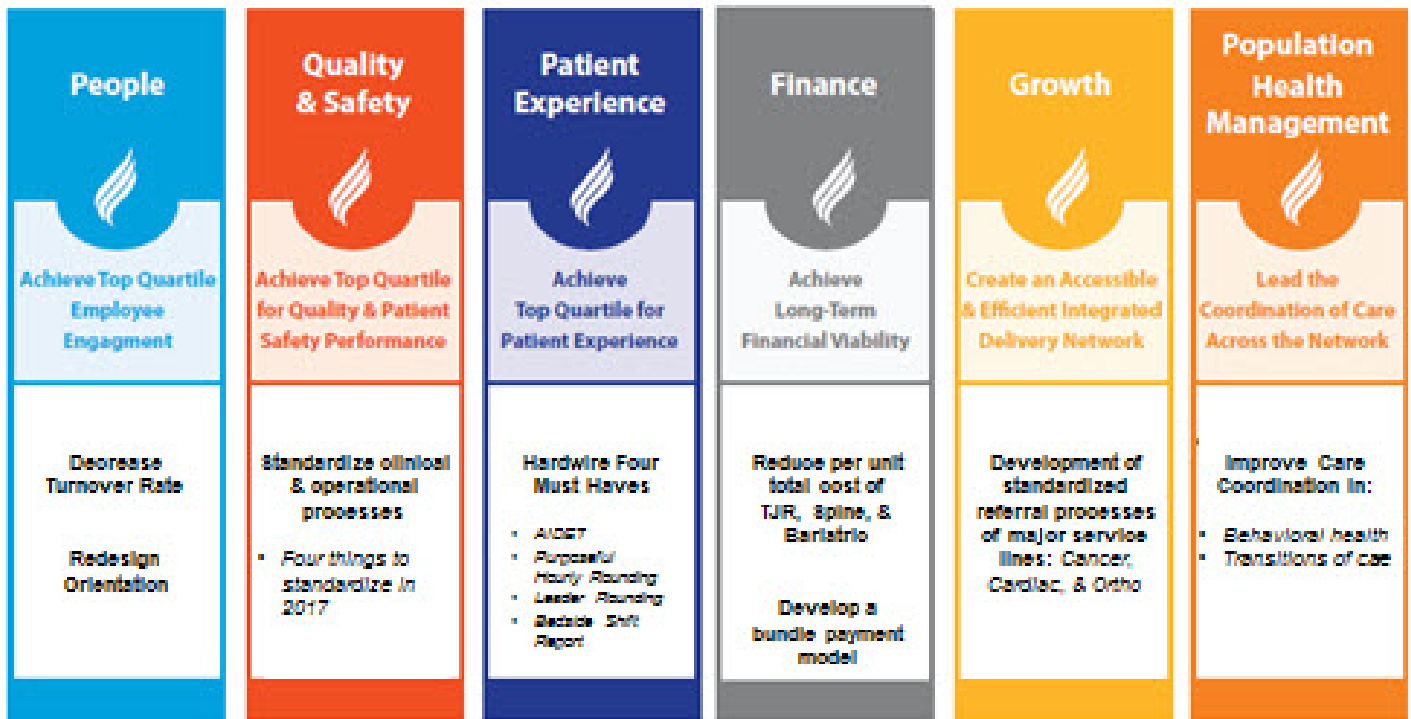 People
Achieve Top Quartile
Employee
Engagment
Decrease
Turnover Rate
Redesign
Orientation
Quality
& Safety
Achieve Top Quartile
for Quality & Patient
Safety Performance
Standardize clinical
& operational
processes
• Four things to
standardize in
2017
Patient
Experience
Achieve
Top Quartile for
Patient Experience
Hardwire Four
Must Haves
• AIDET
• Purposeful
Hourly Rounding
• Leader Rounding
• Bedside Shift
Report
Finance
Achieve
Long-Term
Financial Viability
Reduce per unit
total cost of
TJR, Spine, &
Bariatric
Develop a
bundle payment
model
Growth
Create an Accessible
& Efficient Integrated
Delivery Network
Development of
standardized
referral processes
of major service
lines: Cancer,
Cardiac, & Ortho
Population
Health
Management
Lead the
Coordination of Care
Across the Network
Improve Care
Coordination in:
• Behavioral health
• Transitions of cae